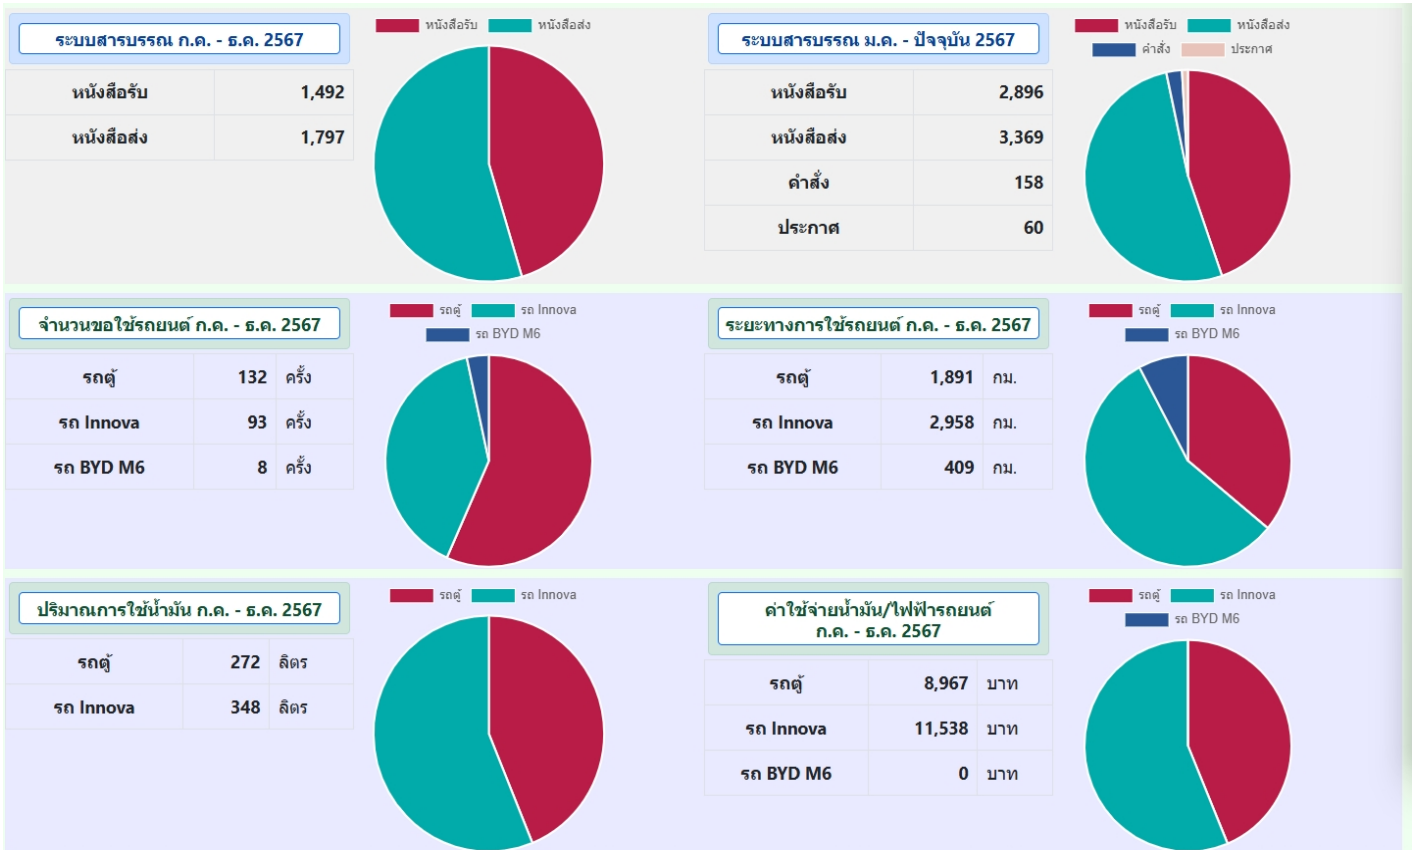 ระบบสารบรรณ ก.ค. - ธ.ค. 2567
หนังสือรับ หนังสือส่ง
หนังสือรับ 1,492
หนังสือส่ง 1,797
ระบบสารบรรณ ม.ค. - ปัจจุบัน 2567
หนังสือรับ หนังสือส่ง
คำสั่ง ประกาศ
หนังสือรับ 2,896
หนังสือส่ง 3,369
คำสั่ง 158
ประกาศ 60
จำนวนขอใช้รถยนต์ ก.ค. - ธ.ค. 2567
รถตู้ รถ Innova
รถ BYD M6
รถตู้ 132 ครั้ง
รถ Innova 93 ครั้ง
รถ BYD M6 8 ครั้ง
ระยะทางการใช้รถยนต์ ก.ค. - ธ.ค. 2567
รถตู้ รถ Innova
รถ BYD M6
รถตู้ 1,891 กม.
รถ Innova 2,958 กม.
รถ BYD M6 409 กม.
ปริมาณการใช้น้ำมัน ก.ค. - ธ.ค. 2567
รถตู้ รถ Innova
รถตู้ 272 ลิตร
รถ Innova 348 ลิตร
ค่าใช้จ่ายน้ำมัน/ไฟฟ้ารถยนต์
ก.ค. - ธ.ค. 2567
รถตู้ รถ Innova
รถ BYD M6
รถตู้ 8,967 บาท
รถ Innova 11,538 บาท
รถ BYD M6 0 บาท